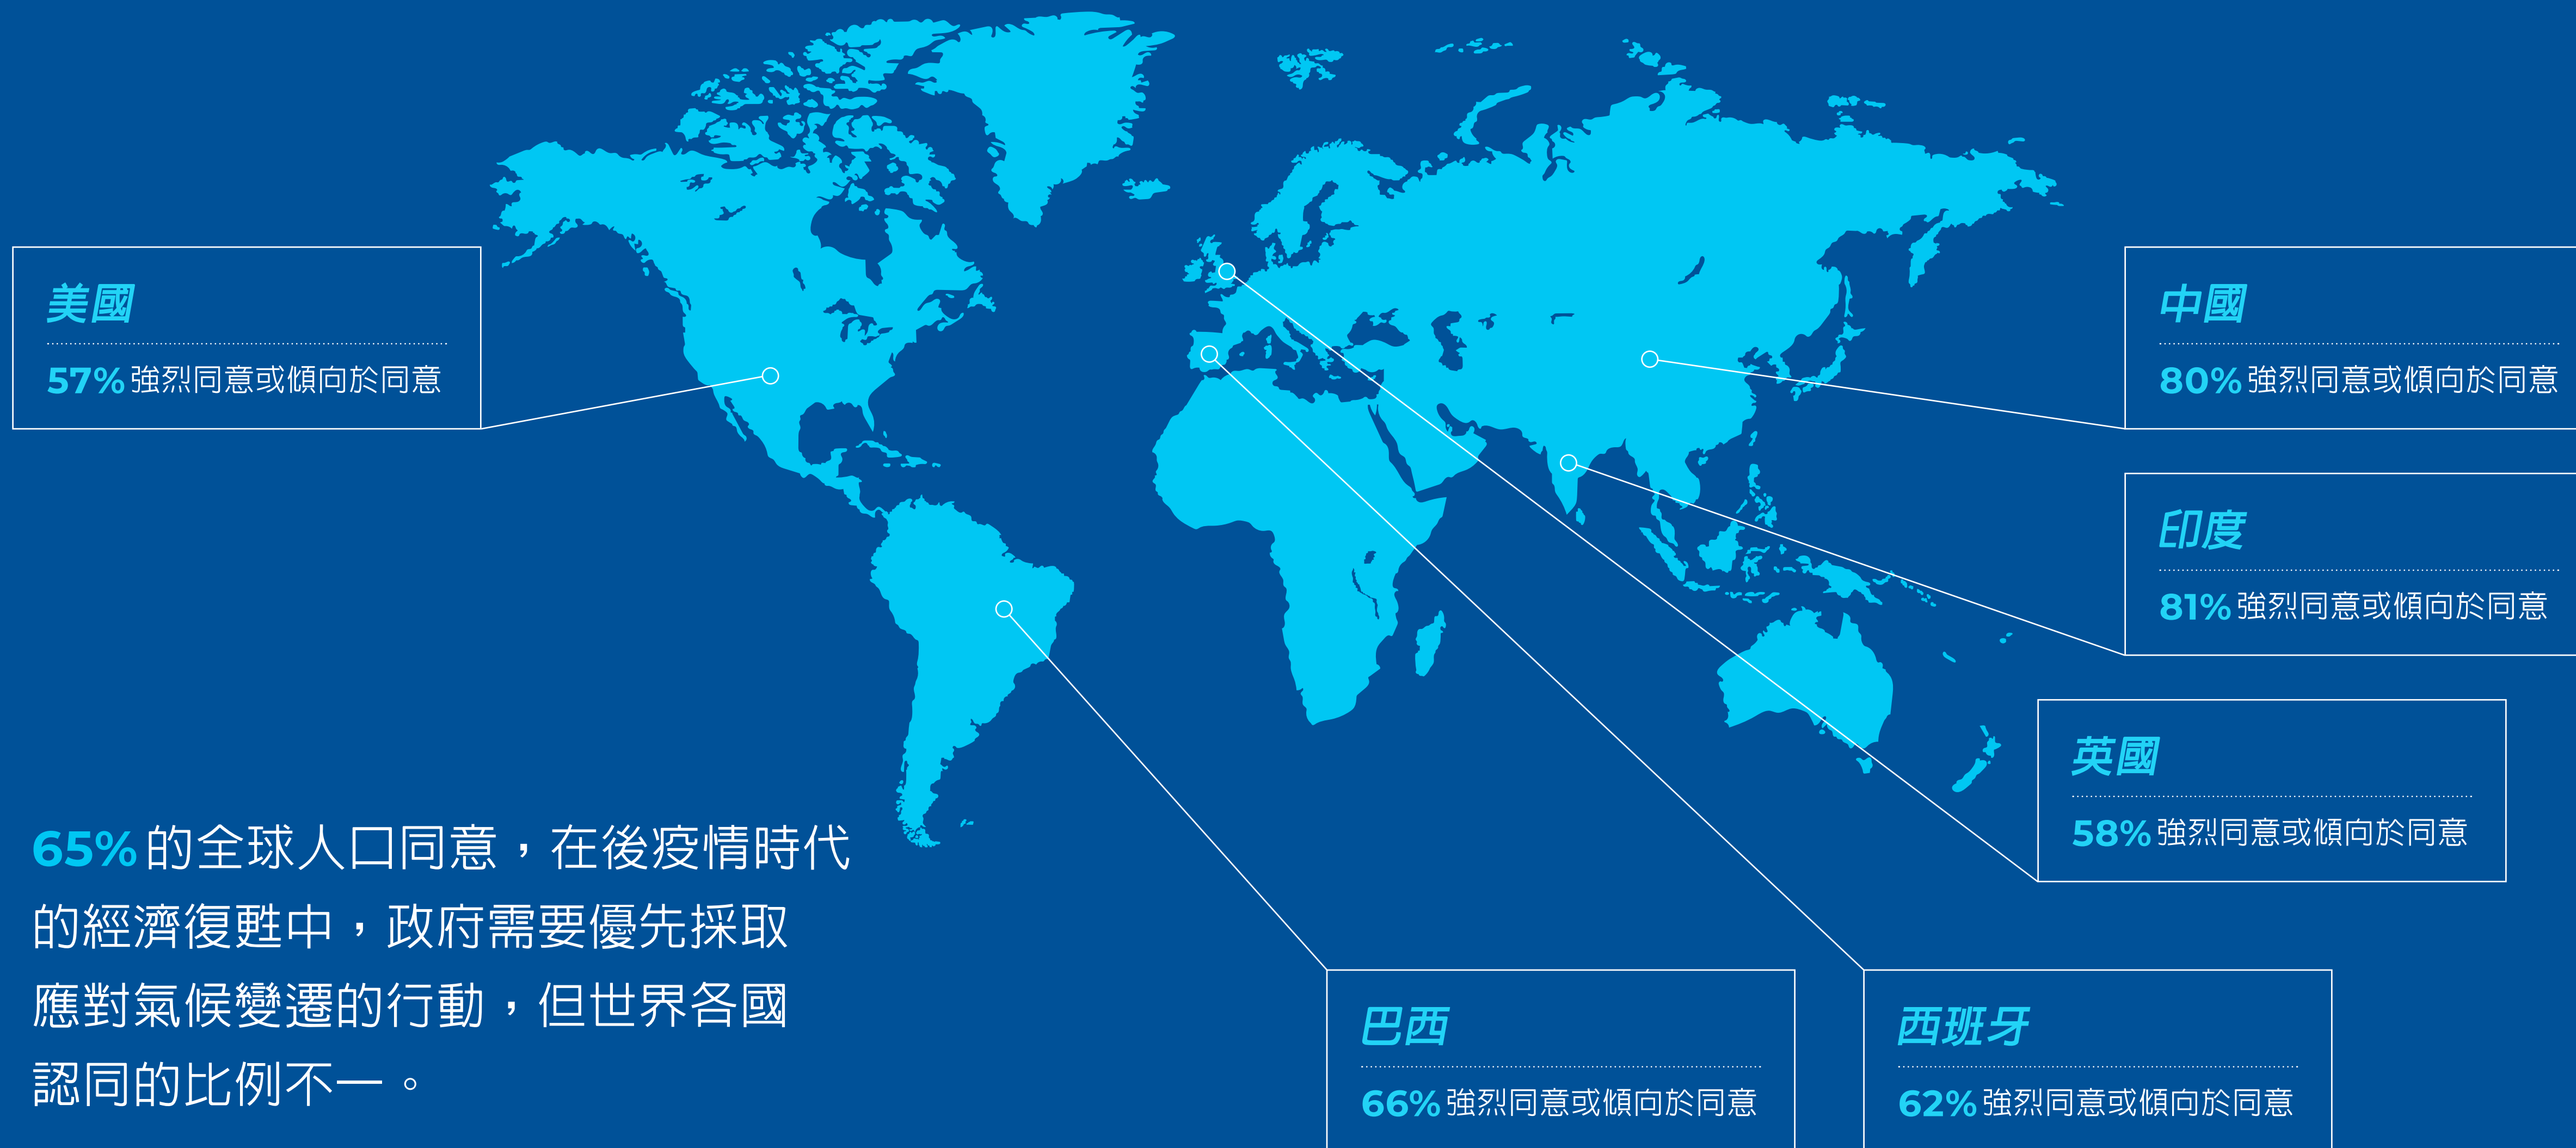 美國
57% 強烈同意或傾向於同意
中國
80% 強烈同意或傾向於同意
印度
81% 強烈同意或傾向於同意
英國
58% 強烈同意或傾向於同意
65% 的全球人口同意，在後疫情時代
的經濟復甦中，政府需要優先採取
應對氣候變遷的行動，但世界各國
認同的比例不一。
巴西
66% 強烈同意或傾向於同意
西班牙
62% 強烈同意或傾向於同意